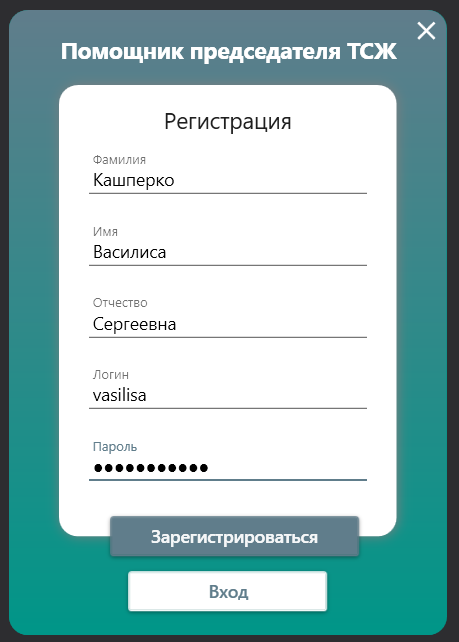 Помощник председателя ТСЖ
Регистрация
Фамилия
Кашперко
Имя
Василиса
Отчество
Сергеевна
Логин
vasilisa
Пароль
●●●●●●●●●●●
Зарегистрироваться
Вход